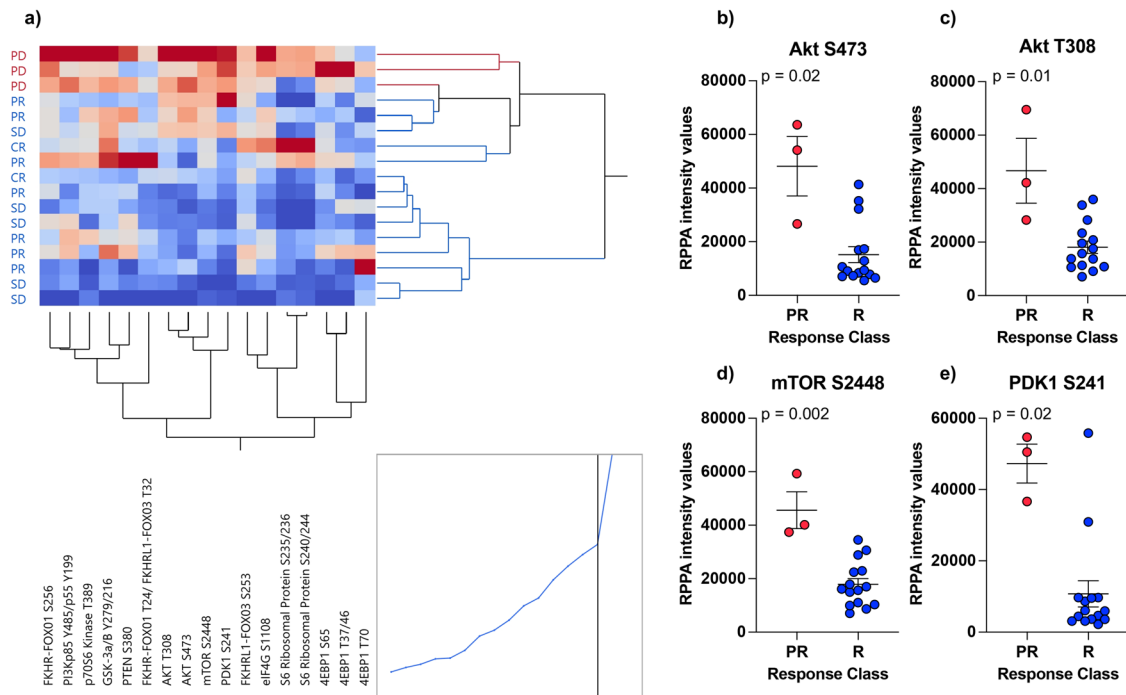 a)
PD
PD
PD
PR
PR
SD
CR
PR
CR
PR
SD
SD
PR
PR
PR
SD
SD
FKHR-FOX01 S256
PI3Kp85 Y485/p55 Y199
p70S6 Kinase T389
GSK-3a/B Y279/216
PTEN S380
FKHR-FOX01 T24/ FKHRL1-FOX03 T32
AKT T308
AKT S473
mTOR S2448
PDK1 S241
FKHRL1-FOX03 S253
eIF4G S1108
S6 Ribosomal Protein S235/236
S6 Ribosomal Protein S240/244
4EBP1 S65
4EBP1 T37/46
4EBP1 T70
b)
Akt S473
p = 0.02
RPPA intensity values
80000
60000
40000
20000
0
PR R
Response Class
c)
Akt T308
p = 0.01
RPPA intensity values
80000
60000
40000
20000
0
PR R
Response Class
d)
mTOR S2448
p = 0.002
RPPA intensity values
80000
60000
40000
20000
0
PR R
Response Class
e)
PDK1 S241
p = 0.02
RPPA intensity values
60000
40000
20000
0
PR R
Response Class